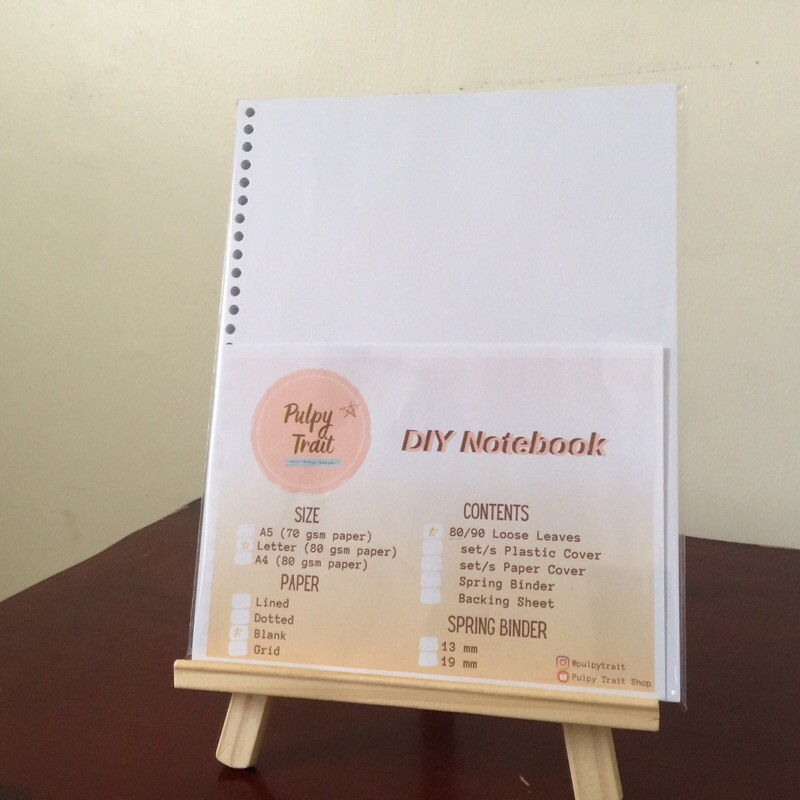 Pulpy
Trait
DIY Notebook
SIZE
A5 (70 gsm paper)
Letter (80 gsm paper)
A4 (80 gsm paper)
PAPER
Lined
Dotted
Blank
Grid
CONTENTS
80/90 Loose Leaves
set/s Plastic Cover
set/s Paper Cover
Spring Binder
Backing Sheet
SPRING BINDER
13 mm
19 mm
@pulpytrait
Pulpy Trait Shop